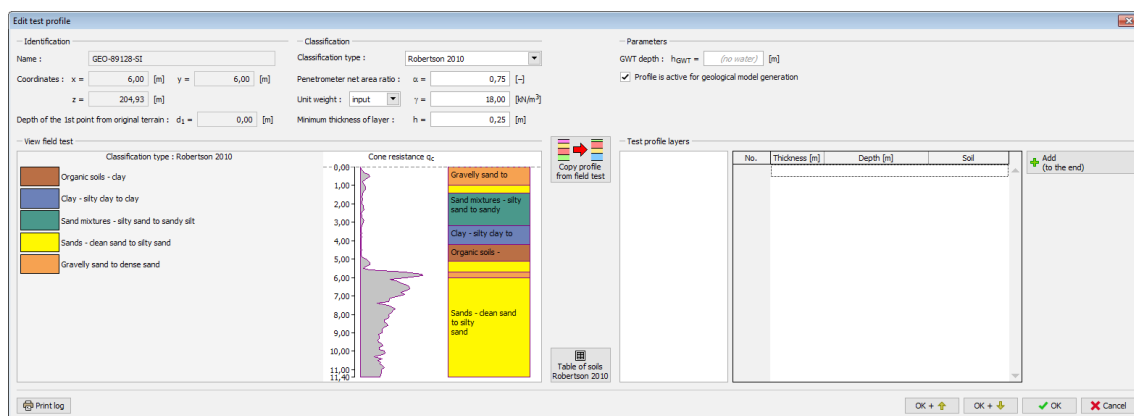 Edit test profile
Identification
Name :
GEO-89128-SI
Coordinates : x = 6,00 [m] y = 6,00 [m]
z = 204,93 [m]
Depth of the 1st point from original terrain : d1 = 0,00 [m]
Classification
Classification type : Robertson 2010
Penetrometer net area ratio : α = 0,75 [–]
Unit weight : input γ = 18,00 [kN/m³]
Minimum thickness of layer : h = 0,25 [m]
Parameters
GWT depth : hGWT = (no water) [m]
Profile is active for geological model generation
View field test
Classification type : Robertson 2010
Organic soils - clay
Clay - silty clay to clay
Sand mixtures - silty sand to sandy silt
Sands - clean sand to silty sand
Gravelly sand to dense sand
Cone resistance qc
0,00
1,00
2,00
3,00
4,00
5,00
6,00
7,00
8,00
9,00
10,00
11,00
11,40
Gravelly sand to
Sand mixtures - silty
sand to sandy
Clay - silty clay to
Organic soils -
Sands - clean sand
to silty
sand
Copy profile
from field test
Table of soils
Robertson 2010
Test profile layers
No. Thickness [m] Depth [m] Soil
Add
(to the end)
Print log
OK +
OK +
OK
Cancel